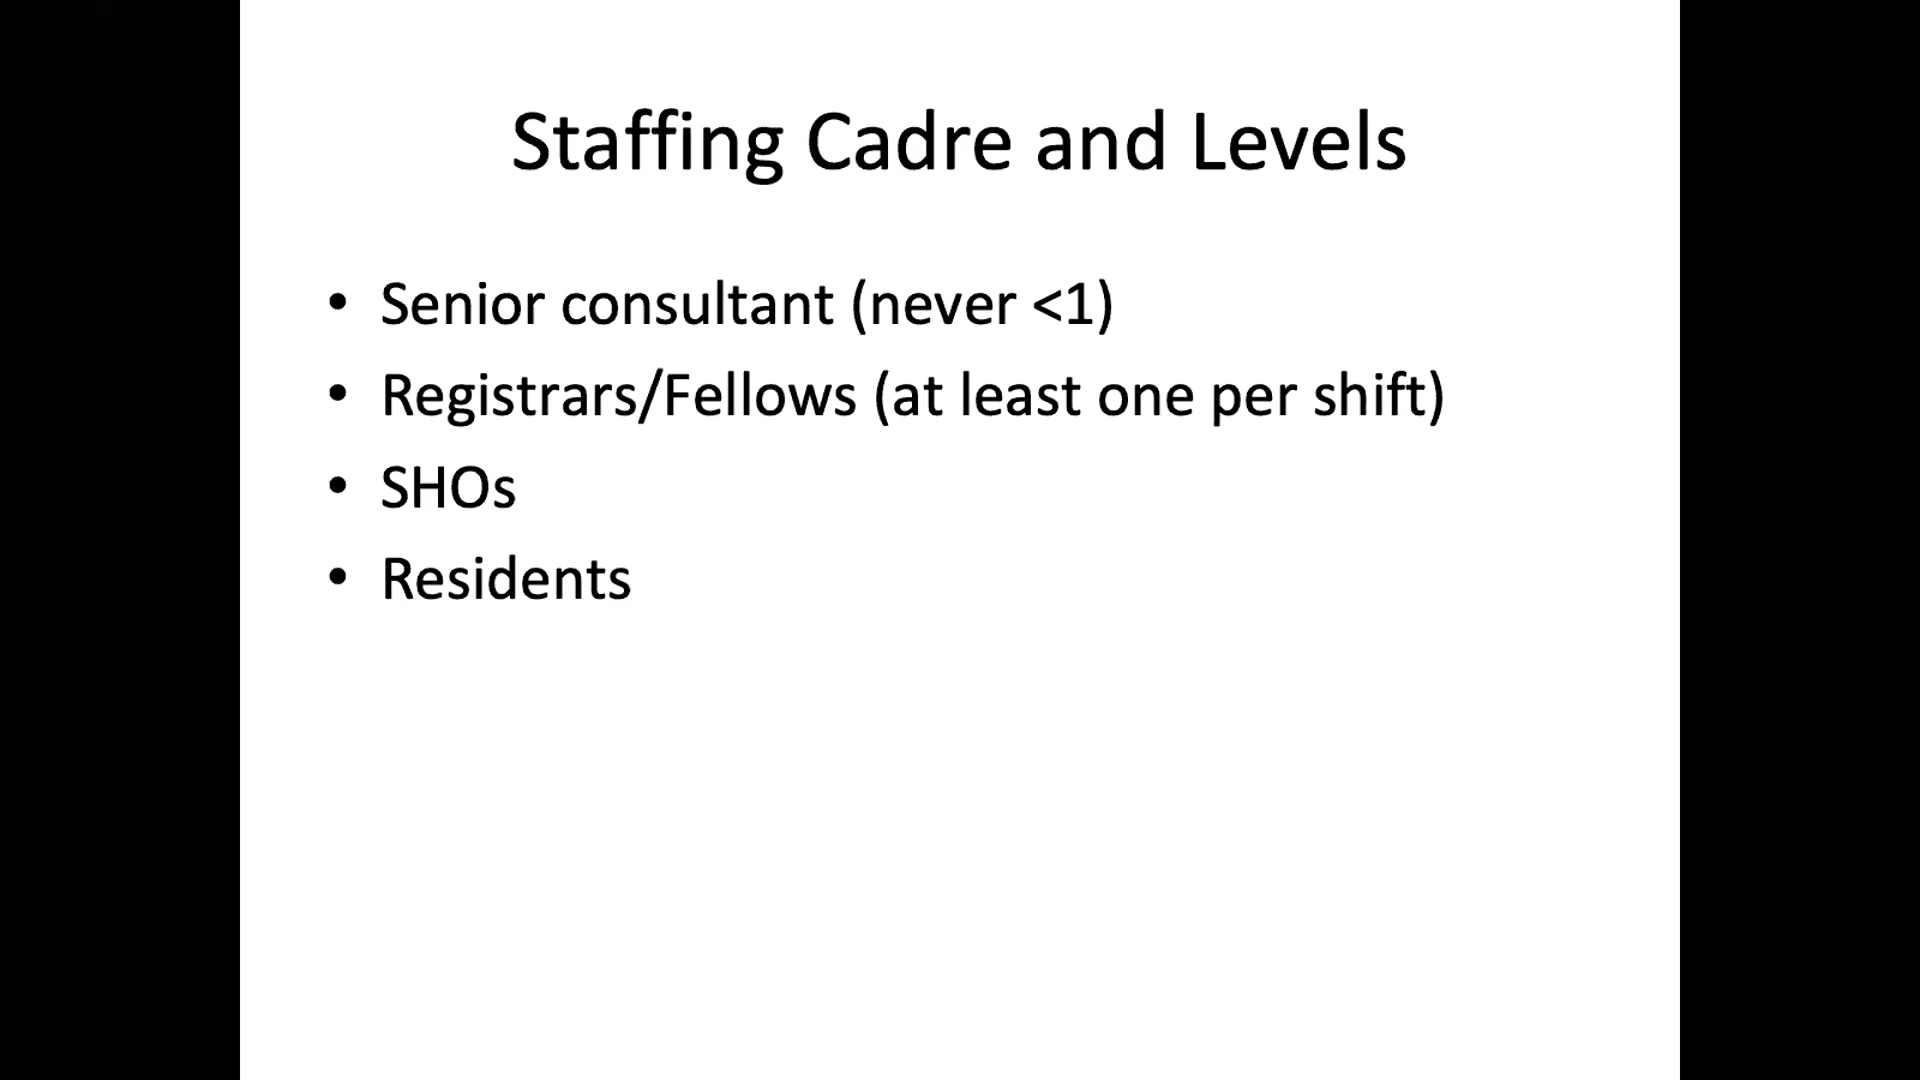 Staffing Cadre and Levels
• Senior consultant (never <1)
• Registrars/Fellows (at least one per shift)
• SHOs
• Residents